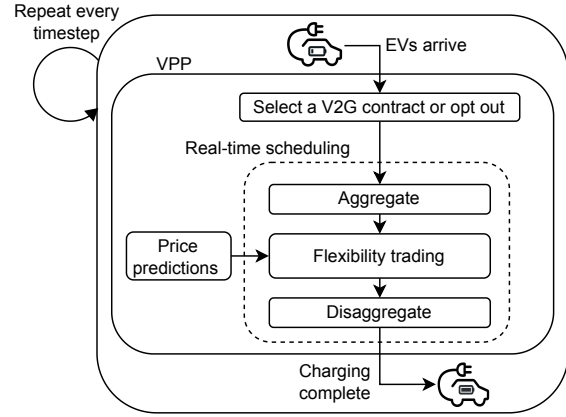 Repeat every
timestep
EVs arrive
VPP
Select a V2G contract or opt out
Real-time scheduling
Aggregate
Price
predictions
Flexibility trading
Disaggregate
Charging
complete